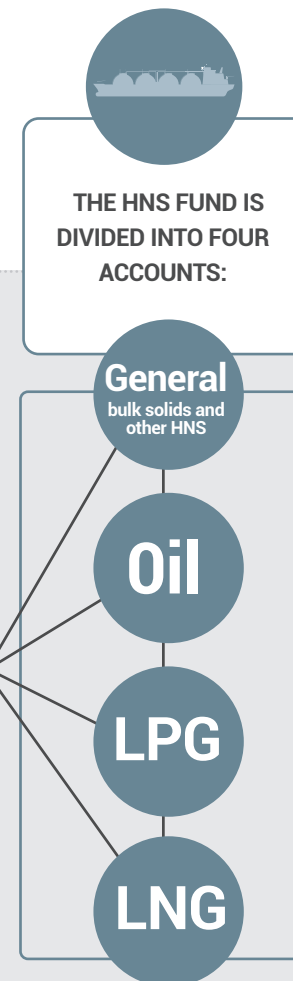 THE HNS FUND IS
DIVIDED INTO FOUR
ACCOUNTS:
General
bulk solids and
other HNS
Oil
LPG
LNG